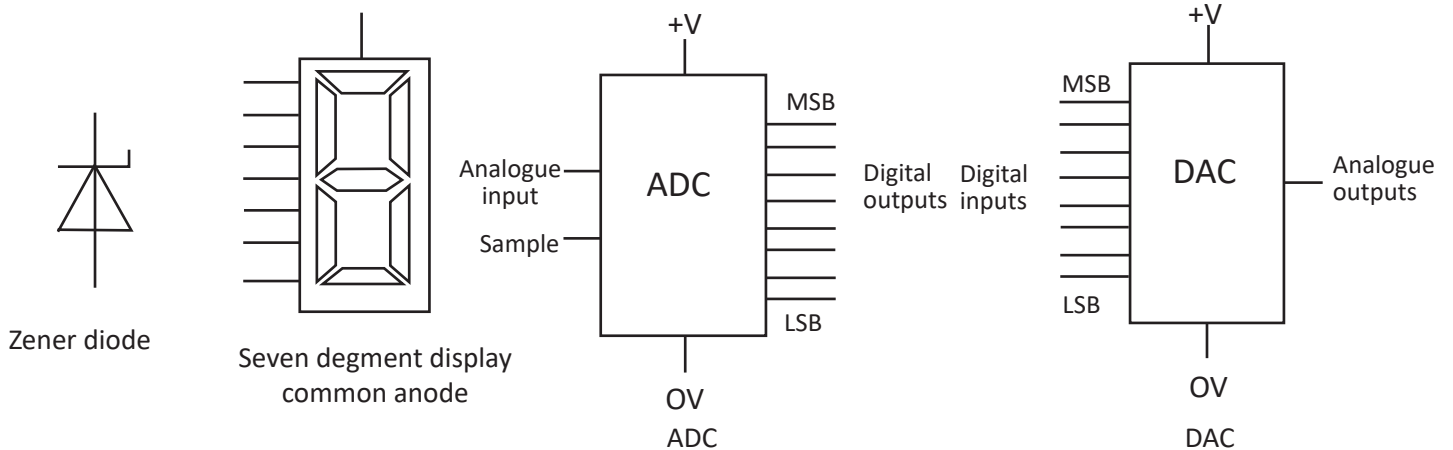 Zener diode
Seven degment display
common anode
+V
MSB
Analogue
input
ADC
Sample
Digital
outputs
LSB
OV
ADC
+V
MSB
Digital
inputs
DAC
Analogue
outputs
LSB
OV
DAC